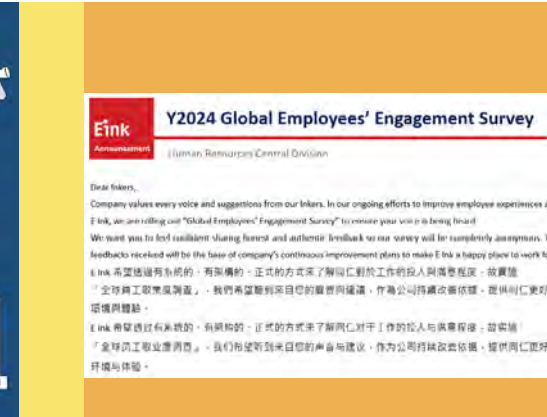 Eink
Announcement
Y2024 Global Employees' Engagement Survey
Human Resources Central Division
Dear Inkers,
Company values every voice and suggestions from our Inkers. In our ongoing efforts to improve employee experiences
E Ink, we are rolling out "Global Employees' Engagement Survey" to ensure your voice is being heard
We want you to feel confident sharing honest and authentic feedback so our survey will be completely anonymous.
feedbacks received will be the base of company's continuous improvement plans to make E Ink a happy place to work
E Ink 希望透過有系統的、有架構的、正式的方式來了解同仁對於工作的投入與滿意程度,故實施
「全球員工敬業度調查」,我們希望聽到來自您的聲音與建議,作為公司持續改善依據,提供同仁更好
環境與體驗。
E Ink 希望透过有系统的、有架构的、正式的方式来了解同仁对于工作的投入与满意程度,故实施
「全球员工敬业度调查」,我们希望听到来自您的声音与建议,作为公司持续改善依据,提供同仁更好
环境与体验。